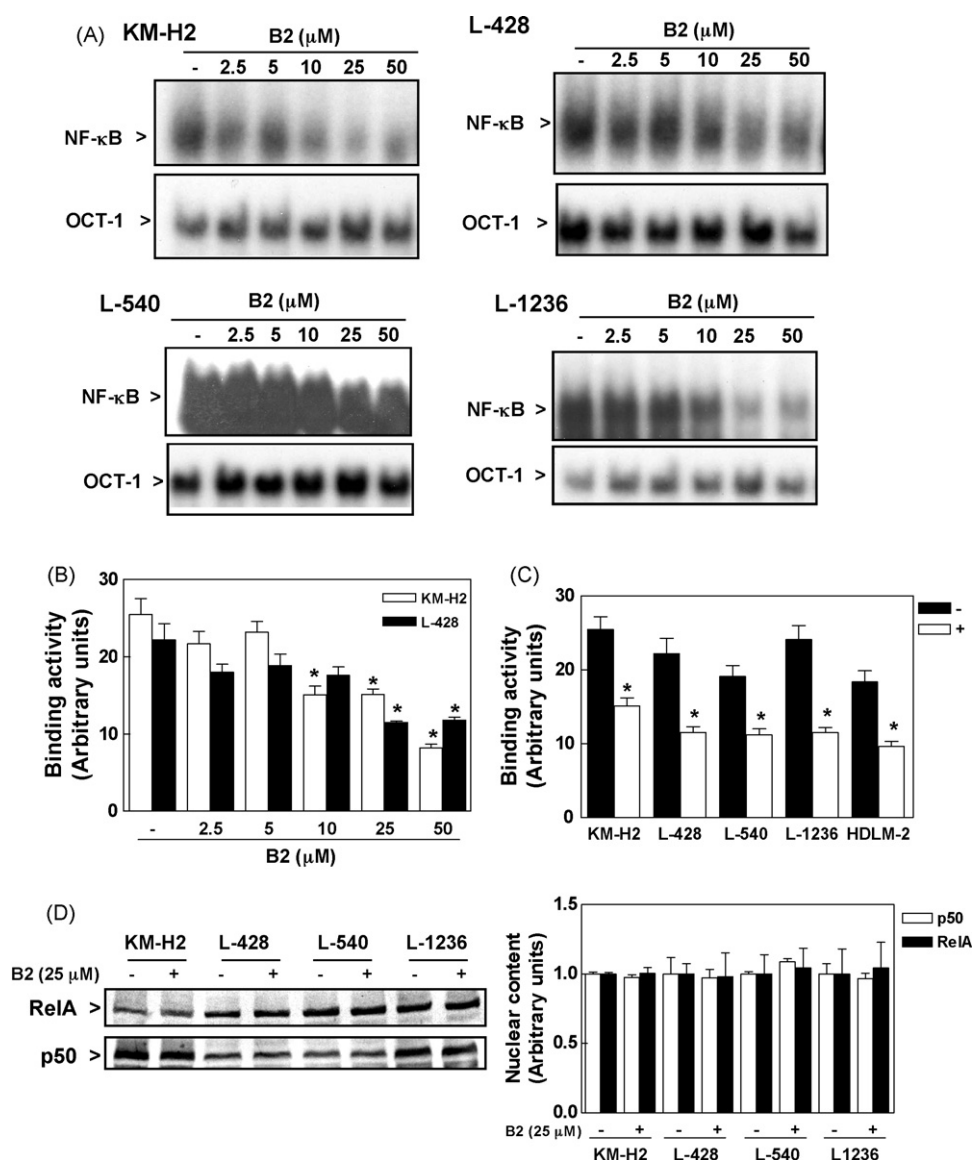 (A) KM-H2
B2 (μM)
- 2.5 5 10 25 50
NF-κB >
OCT-1 >
L-428
B2 (μM)
- 2.5 5 10 25 50
NF-κB >
OCT-1 >
L-540
B2 (μM)
- 2.5 5 10 25 50
NF-κB >
OCT-1 >
L-1236
B2 (μM)
- 2.5 5 10 25 50
NF-κB >
OCT-1 >
(B)
Binding activity
(Arbitrary units)
30
20
10
0
KM-H2
L-428
* * * * *
- 2.5 5 10 25 50
B2 (μM)
(C)
Binding activity
(Arbitrary units)
30
20
10
0
-
+
* * * * *
KM-H2 L-428 L-540 L-1236 HDLM-2
(D)
KM-H2 L-428 L-540 L-1236
B2 (25 μM) - + - + - + - +
RelA >
p50 >
Nuclear content
(Arbitrary units)
1.5
1.0
0.5
0.0
p50
RelA
B2 (25 μM) - + - + - + - +
KM-H2 L-428 L-540 L1236